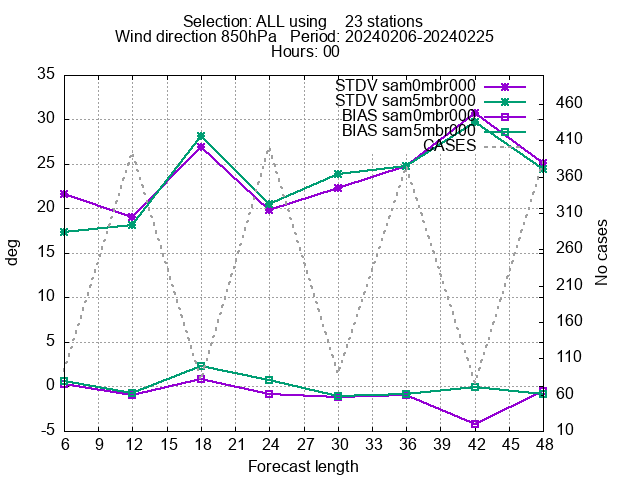 Selection: ALL using    23 stations
Wind direction 850hPa   Period: 20240206-20240225
Hours: 00
STDV sam0mbr000
STDV sam5mbr000
BIAS sam0mbr000
BIAS sam5mbr000
CASES
deg
35
30
25
20
15
10
5
0
-5
460
410
360
310
260
210
160
110
60
10
No cases
6 9 12 15 18 21 24 27 30 33 36 39 42 45 48
Forecast length